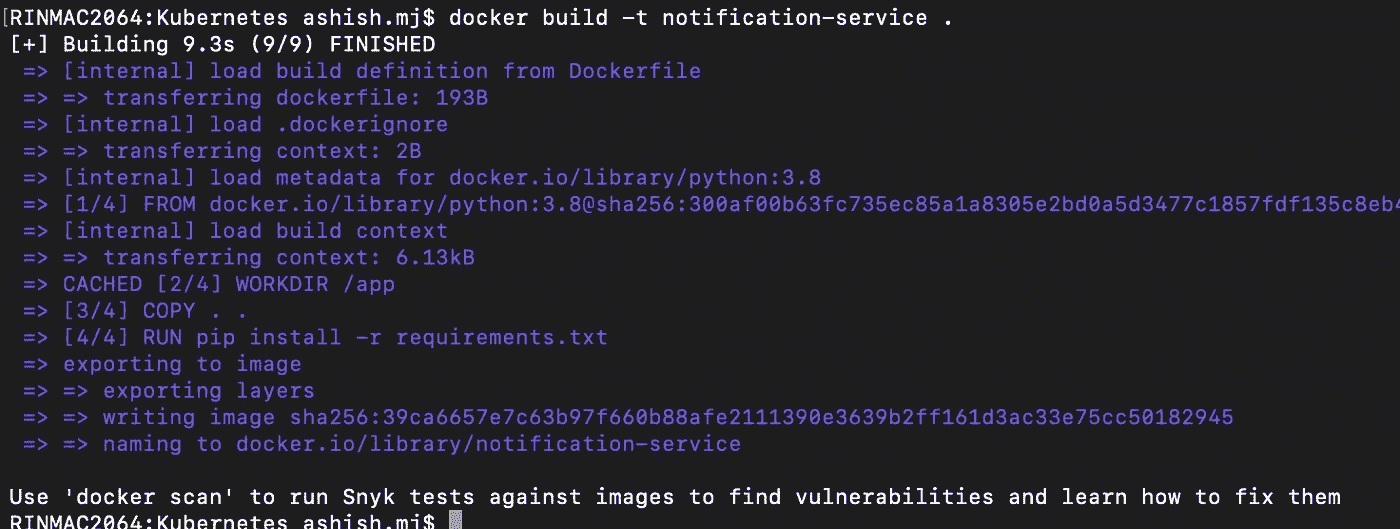 [RINMAC2064:Kubernetes ashish.mj$ docker build -t notification-service .
[+] Building 9.3s (9/9) FINISHED
=> [internal] load build definition from Dockerfile
=> => transferring dockerfile: 193B
=> [internal] load .dockerignore
=> => transferring context: 2B
=> [internal] load metadata for docker.io/library/python:3.8
=> [1/4] FROM docker.io/library/python:3.8@sha256:300af00b63fc735ec85a1a8305e2bd0a5d3477c1857fdf135c8eb4
=> [internal] load build context
=> => transferring context: 6.13kB
=> CACHED [2/4] WORKDIR /app
=> [3/4] COPY . .
=> [4/4] RUN pip install -r requirements.txt
=> exporting to image
=> => exporting layers
=> => writing image sha256:39ca6657e7c63b97f660b88afe2111390e3639b2ff161d3ac33e75cc50182945
=> => naming to docker.io/library/notification-service
Use 'docker scan' to run Snyk tests against images to find vulnerabilities and learn how to fix them
RINMAC2064:Kubernetes ashish.mj$